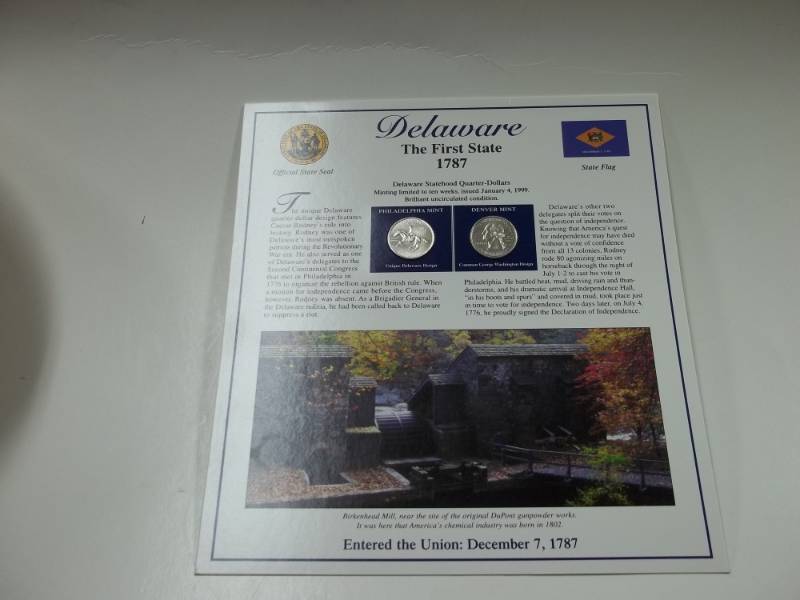 Delaware
The First State
1787
Official State Seal
State Flag
Delaware Statehood Quarter-Dollars
Minting limited to ten weeks, issued January 4, 1999.
Brilliant uncirculated condition.
PHILADELPHIA MINT
DENVER MINT
Unique Delaware Design
Common George Washington Design
The unique Delaware
quarter-dollar design features
Caesar Rodney's ride into
history. Rodney was one of
Delaware's most outspoken
patriots during the Revolutionary
War era. He also served as one
of Delaware's delegates to the
Second Continental Congress
that met in Philadelphia in
1776 to organize the rebellion against British rule. When
a motion for independence came before the Congress,
however, Rodney was absent. As a Brigadier General in
the Delaware militia, he had been called back to Delaware
to suppress a riot.
Delaware's other two
delegates split their votes on
the question of independence.
Knowing that America's quest
for independence may have died
without a vote of confidence
from all 13 colonies, Rodney
rode 80 agonizing miles on
horseback through the night of
July 1-2 to cast his vote in
Philadelphia. He battled heat, mud, driving rain and thun-
derstorms, and his dramatic arrival at Independence Hall,
"in his boots and spurs" and covered in mud, took place just
in time to vote for independence. Two days later, on July 4,
1776, he proudly signed the Declaration of Independence.
Birkenhead Mill, near the site of the original DuPont gunpowder works.
It was here that America's chemical industry was born in 1802.
Entered the Union: December 7, 1787